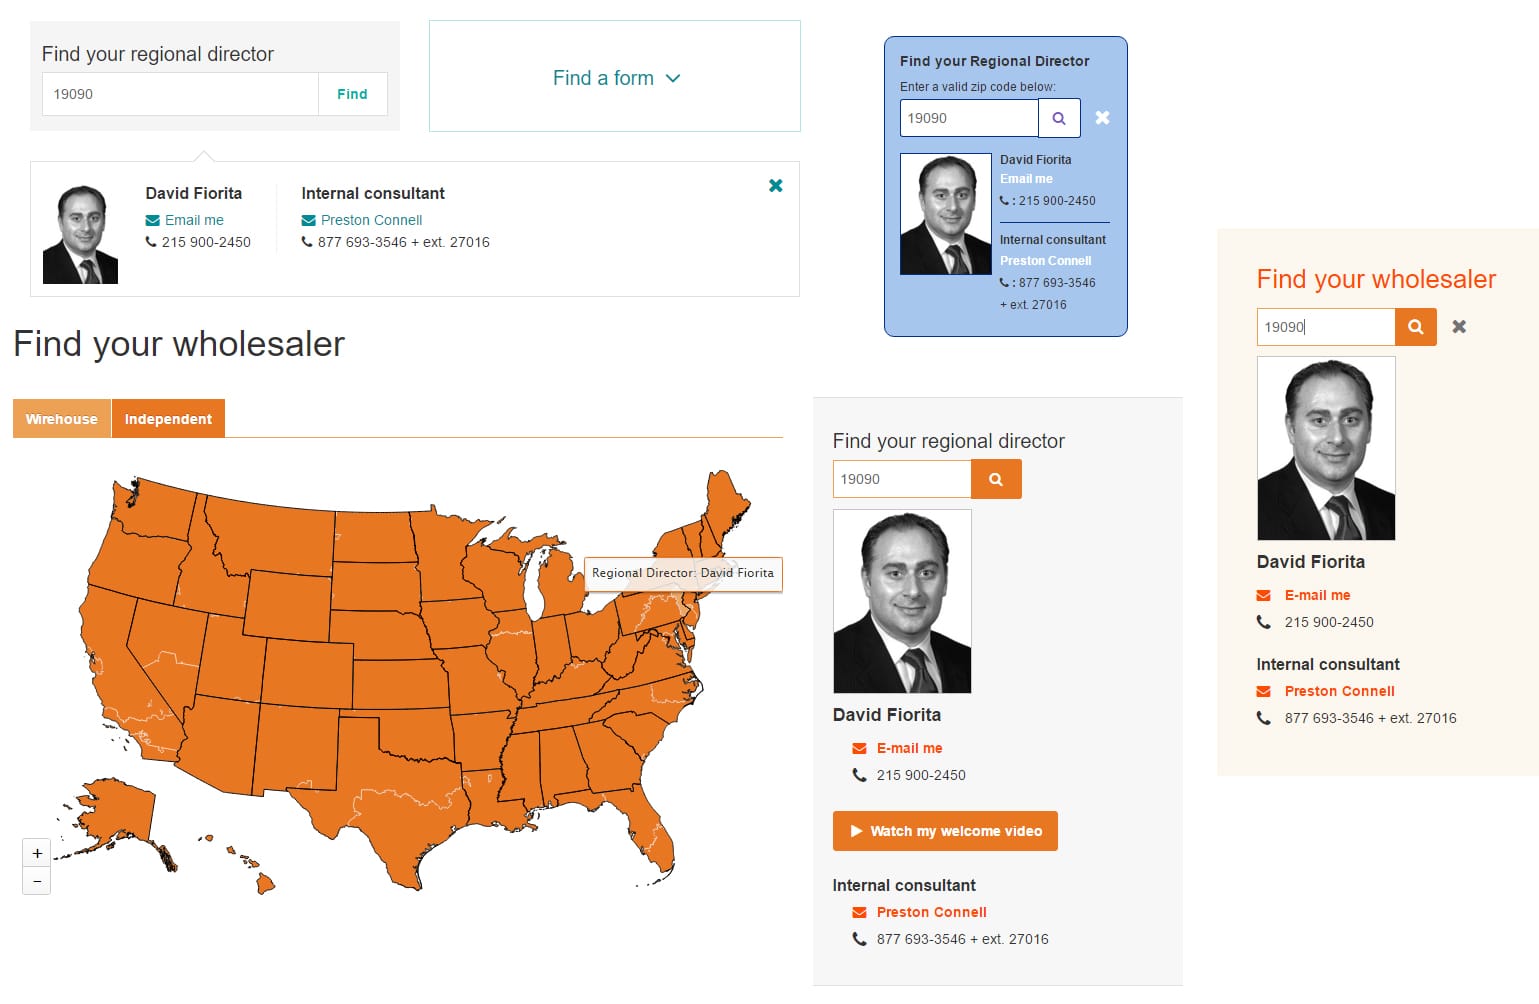 Find your regional director
19090
Find
Find a form
David Fiorita
Email me
215 900-2450
Internal consultant
Preston Connell
877 693-3546 + ext. 27016
Find your Regional Director
Enter a valid zip code below:
19090
David Fiorita
Email me
: 215 900-2450
Internal consultant
Preston Connell
: 877 693-3546
+ ext. 27016
Find your wholesaler
19090
David Fiorita
E-mail me
215 900-2450
Internal consultant
Preston Connell
877 693-3546 + ext. 27016
Find your wholesaler
Wirehouse
Independent
Regional Director: David Fiorita
+
−
Find your regional director
19090
David Fiorita
E-mail me
215 900-2450
Watch my welcome video
Internal consultant
Preston Connell
877 693-3546 + ext. 27016